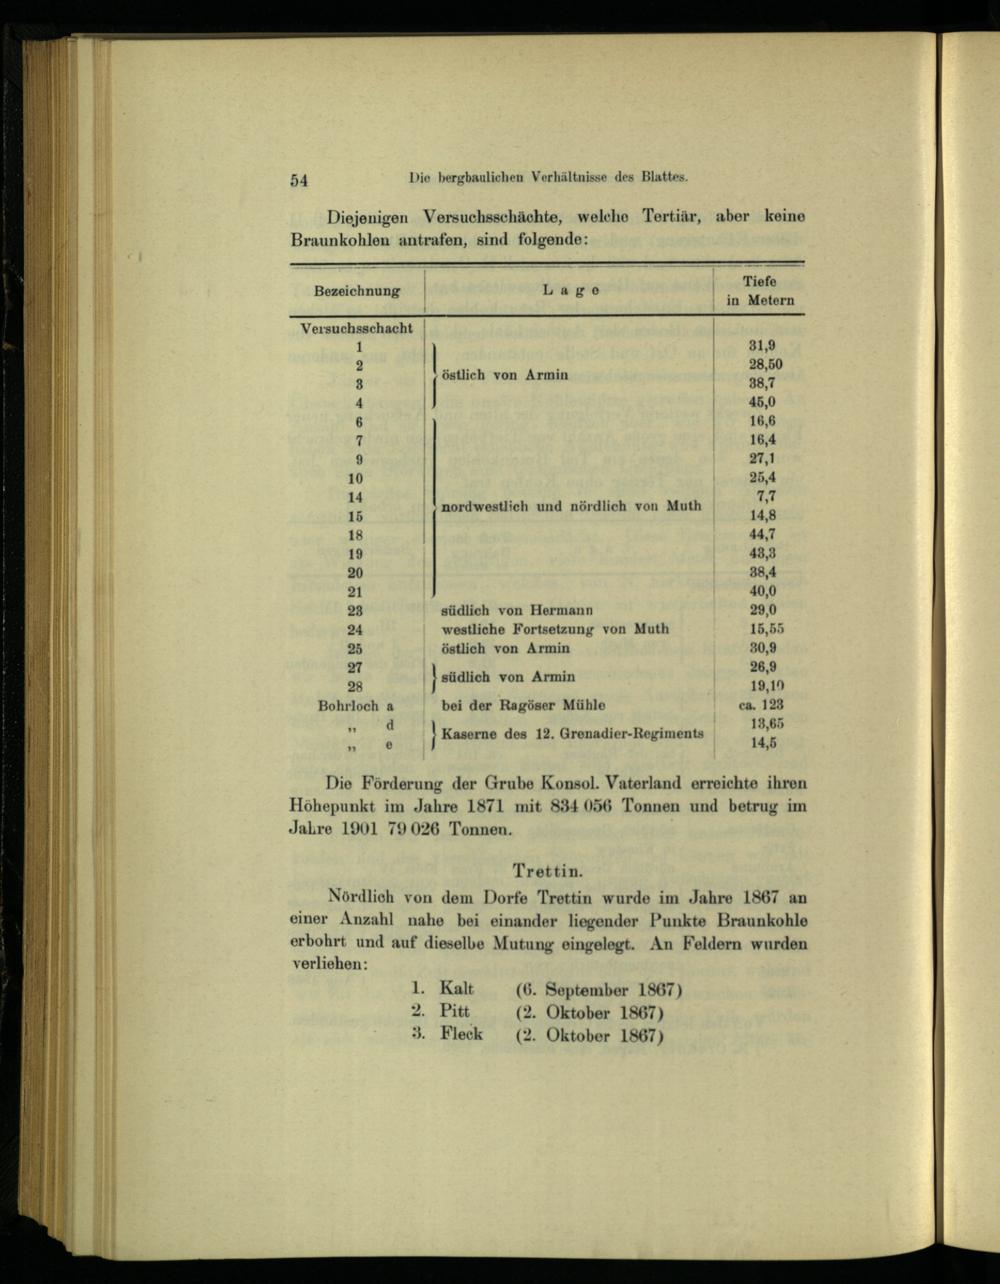 54 Die bergbaulichen Verhältnisse des Blattes.
Diejenigen Versuchsschächte, welche Tertiär, aber keine
Braunkohlen antrafen, sind folgende:
Bezeichnung Lage Tiefe in Metern
Versuchsschacht
1 31,9
2 28,50
östlich von Armin
3 38,7
4 45,0
6 16,6
7 16,4
9 27,1
10 25,4
14 7,7
nordwestlich und nördlich von Muth
15 14,8
18 44,7
19 43,3
20 38,4
21 40,0
23 südlich von Hermann 29,0
24 westliche Fortsetzung von Muth 15,55
25 östlich von Armin 30,9
27 26,9
südlich von Armin
28 19,10
Bohrloch a bei der Ragöser Mühle ca. 123
„ d 13,65
Kaserne des 12. Grenadier-Regiments
„ e 14,5
Die Förderung der Grube Konsol. Vaterland erreichte ihren
Höhepunkt im Jahre 1871 mit 834 056 Tonnen und betrug im
Jahre 1901 79 026 Tonnen.
Trettin.
Nördlich von dem Dorfe Trettin wurde im Jahre 1867 an
einer Anzahl nahe bei einander liegender Punkte Braunkohle
erbohrt und auf dieselbe Mutung eingelegt. An Feldern wurden
verliehen:
1. Kalt (6. September 1867)
2. Pitt (2. Oktober 1867)
3. Fleck (2. Oktober 1867)